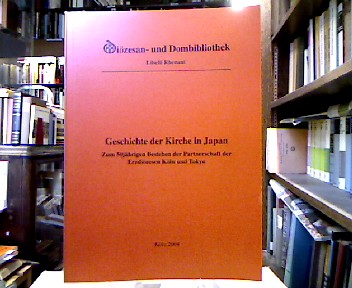 Diözesan- und Dombibliothek
Libelli Rhenani
Geschichte der Kirche in Japan
Zum 50jährigen Bestehen der Partnerschaft der
Erzdiözesen Köln und Tokyo
Köln 2004